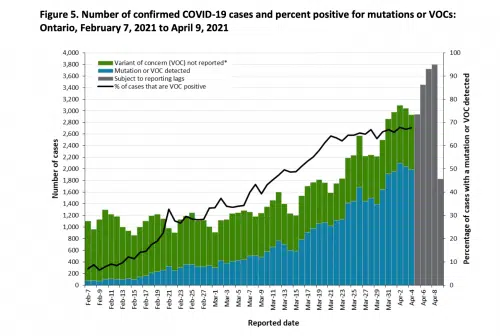 Figure 5. Number of confirmed COVID-19 cases and percent positive for mutations or VOCs:
Ontario, February 7, 2021 to April 9, 2021
Variant of concern (VOC) not reported*
Mutation or VOC detected
Subject to reporting lags
% of cases that are VOC positive
Number of cases
4,000
3,800
3,600
3,400
3,200
3,000
2,800
2,600
2,400
2,200
2,000
1,800
1,600
1,400
1,200
1,000
800
600
400
200
0
Percentage of cases with a mutation or VOC detected
100
90
80
70
60
50
40
30
20
10
0
Feb-7
Feb-9
Feb-11
Feb-13
Feb-15
Feb-17
Feb-19
Feb-21
Feb-23
Feb-25
Feb-27
Mar-1
Mar-3
Mar-5
Mar-7
Mar-9
Mar-11
Mar-13
Mar-15
Mar-17
Mar-19
Mar-21
Mar-23
Mar-25
Mar-27
Mar-29
Mar-31
Apr-2
Apr-4
Apr-6
Apr-8
Reported date